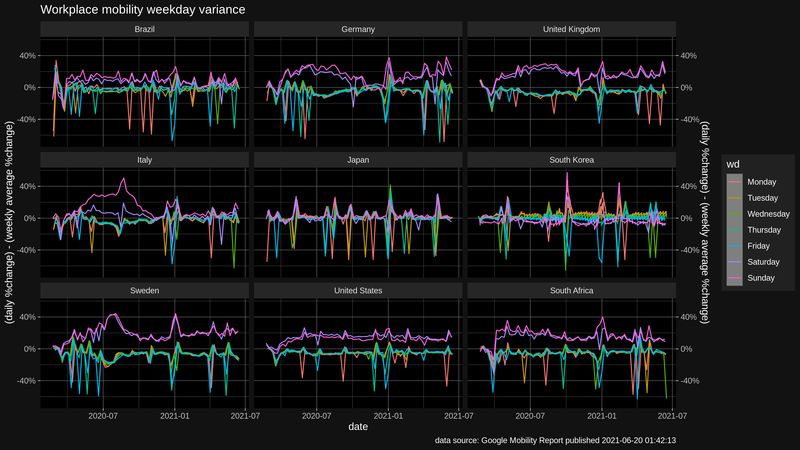 Workplace mobility weekday variance
Brazil
Germany
United Kingdom
40%
0%
-40%
40%
0%
-40%
Italy
Japan
South Korea
40%
0%
-40%
40%
0%
-40%
Sweden
United States
South Africa
40%
0%
-40%
40%
0%
-40%
2020-07
2021-01
2021-07
2020-07
2021-01
2021-07
2020-07
2021-01
2021-07
date
(daily %change) - (weekly average %change)
(daily %change) - (weekly average %change)
wd
Monday
Tuesday
Wednesday
Thursday
Friday
Saturday
Sunday
data source: Google Mobility Report published 2021-06-20 01:42:13